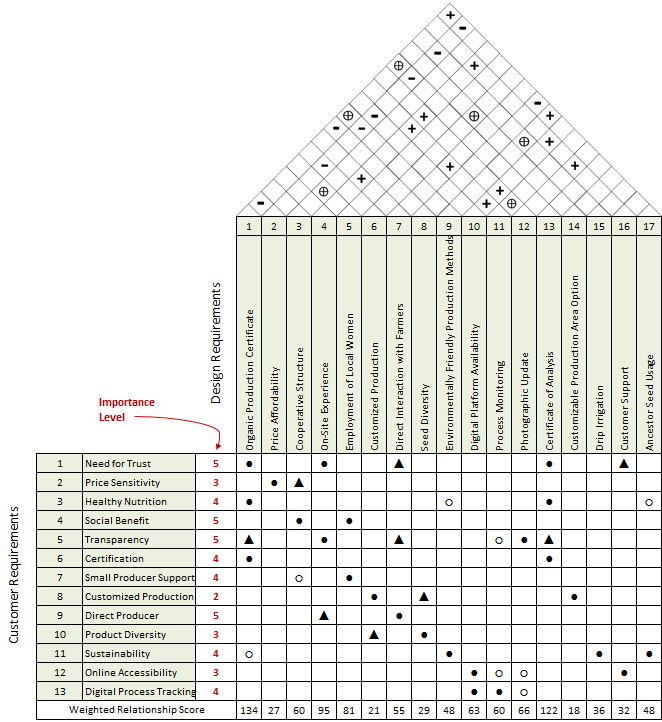 1 2 3 4 5 6 7 8 9 10 11 12 13 14 15 16 17
Design Requirements
Organic Production Certificate
Price Affordability
Cooperative Structure
On-Site Experience
Employment of Local Women
Customized Production
Direct Interaction with Farmers
Seed Diversity
Environmentally Friendly Production Methods
Digital Platform Availability
Process Monitoring
Photographic Update
Certificate of Analysis
Customizable Production Area Option
Drip Irrigation
Customer Support
Ancestor Seed Usage
Importance
Level
Customer Requirements
1 Need for Trust 5
2 Price Sensitivity 3
3 Healthy Nutrition 4
4 Social Benefit 5
5 Transparency 5
6 Certification 4
7 Small Producer Support 4
8 Customized Production 2
9 Direct Producer 5
10 Product Diversity 3
11 Sustainability 4
12 Online Accessibility 3
13 Digital Process Tracking 4
Weighted Relationship Score 134 27 60 95 81 21 55 29 48 63 60 66 122 18 36 32 48